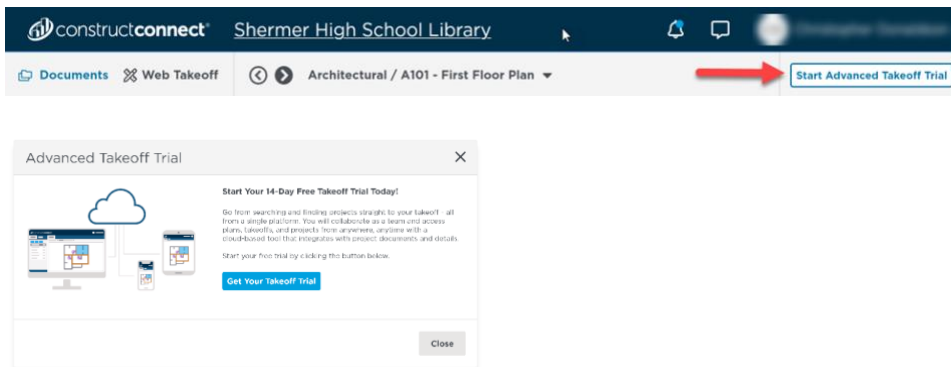 constructconnect
Shermer High School Library
Documents Web Takeoff Architectural / A101 - First Floor Plan Start Advanced Takeoff Trial
Advanced Takeoff Trial
Start Your 14-Day Free Takeoff Trial Today!
Go from searching and finding projects straight to your takeoff - all
from a single platform. You will collaborate as a team and access
plans, takeoffs, and projects from anywhere, anytime with a
cloud-based tool that integrates with project documents and details.
Start your free trial by clicking the button below.
Get Your Takeoff Trial
Close